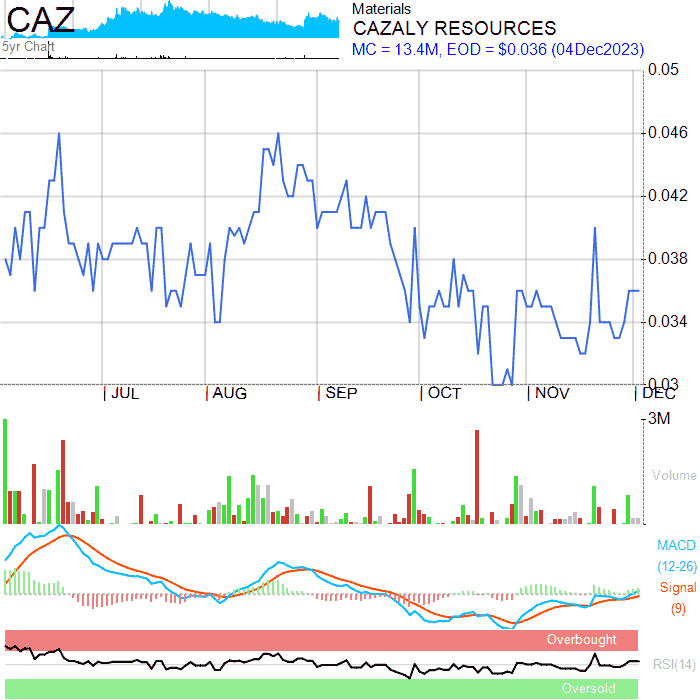 CAZ
5yr Chart
Materials
CAZALY RESOURCES
MC = 13.4M, EOD = $0.036 (04Dec2023)
0.05
0.046
0.042
0.038
0.034
0.03
JUL AUG SEP OCT NOV DEC
3M
Volume
MACD
(12-26)
Signal
(9)
Overbought
RSI(14)
Oversold